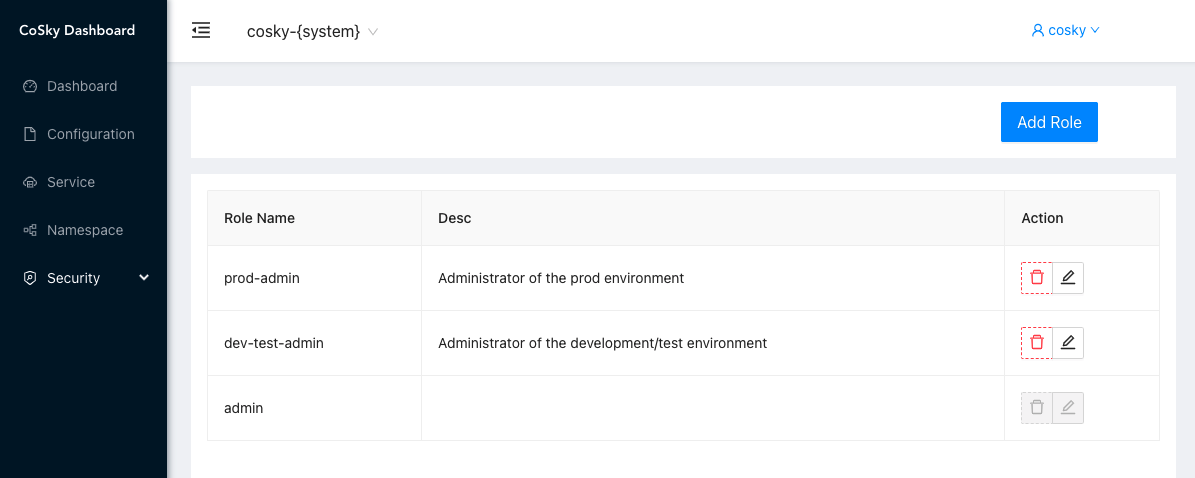 CoSky Dashboard
cosky-{system}
cosky
Dashboard
Configuration
Service
Namespace
Security
Add Role
Role Name Desc Action
prod-admin Administrator of the prod environment
dev-test-admin Administrator of the development/test environment
admin